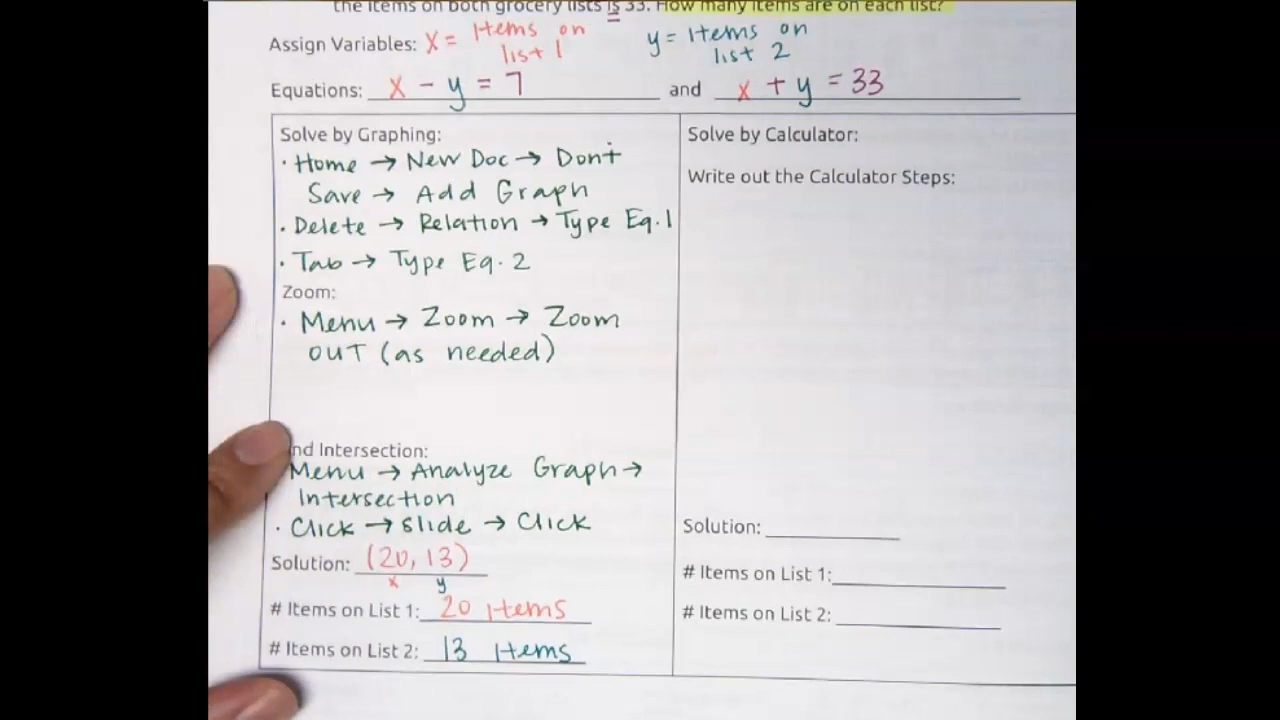 the items on both grocery lists is 33. How many items are on each list?
Assign Variables: x = Items on list 1 y = Items on list 2
Equations: x - y = 7 and x + y = 33
Solve by Graphing:
· Home → New Doc → Don't
Save → Add Graph
· Delete → Relation → Type Eq. 1
· Tab → Type Eq. 2
Zoom:
· Menu → Zoom → Zoom
OUT (as needed)
nd Intersection:
Menu → Analyze Graph →
Intersection
· Click → Slide → Click
Solution: (20, 13)
x y
# Items on List 1: 20 Items
# Items on List 2: 13 Items
Solve by Calculator:
Write out the Calculator Steps:
Solution:
# Items on List 1:
# Items on List 2: